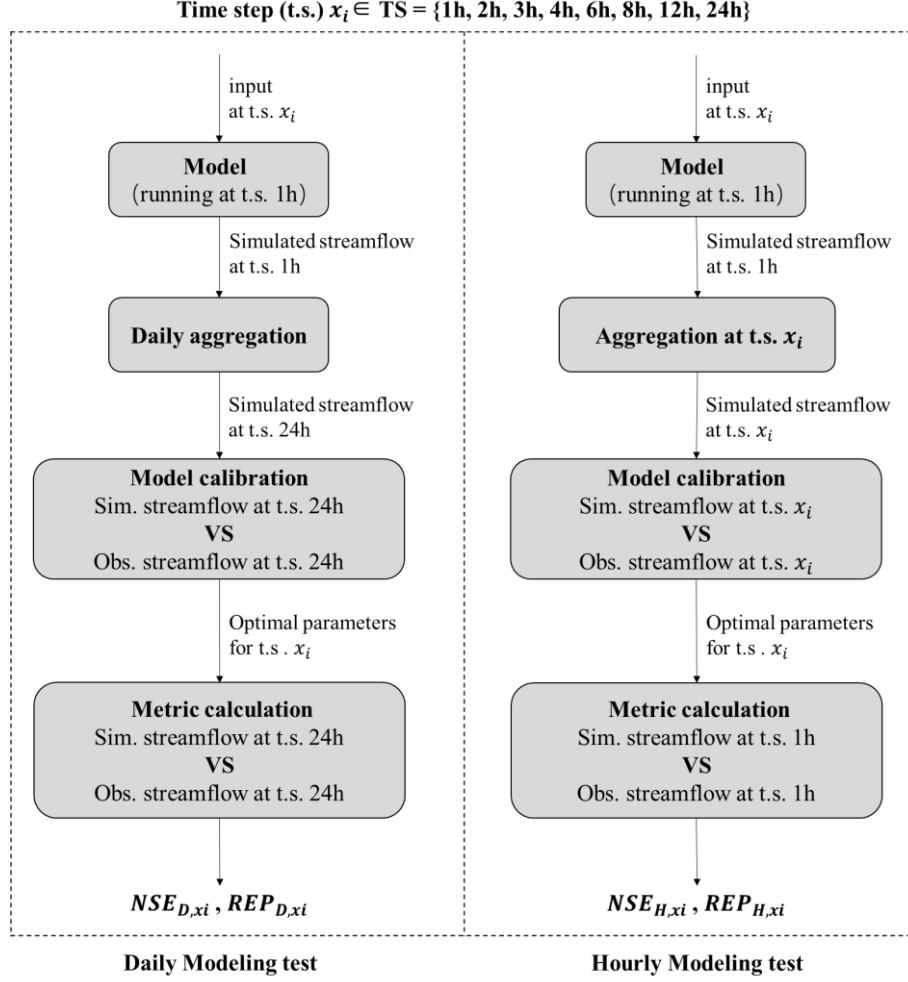 Time step (t.s.) xᵢ ∈ TS = {1h, 2h, 3h, 4h, 6h, 8h, 12h, 24h}
input
at t.s. xᵢ
Model
(running at t.s. 1h)
Simulated streamflow
at t.s. 1h
Daily aggregation
Simulated streamflow
at t.s. 24h
Model calibration
Sim. streamflow at t.s. 24h
VS
Obs. streamflow at t.s. 24h
Optimal parameters
for t.s . xᵢ
Metric calculation
Sim. streamflow at t.s. 24h
VS
Obs. streamflow at t.s. 24h
NSE_{D,xi} , REP_{D,xi}
Daily Modeling test
input
at t.s. xᵢ
Model
(running at t.s. 1h)
Simulated streamflow
at t.s. 1h
Aggregation at t.s. xᵢ
Simulated streamflow
at t.s. xᵢ
Model calibration
Sim. streamflow at t.s. xᵢ
VS
Obs. streamflow at t.s. xᵢ
Optimal parameters
for t.s . xᵢ
Metric calculation
Sim. streamflow at t.s. 1h
VS
Obs. streamflow at t.s. 1h
NSE_{H,xi} , REP_{H,xi}
Hourly Modeling test